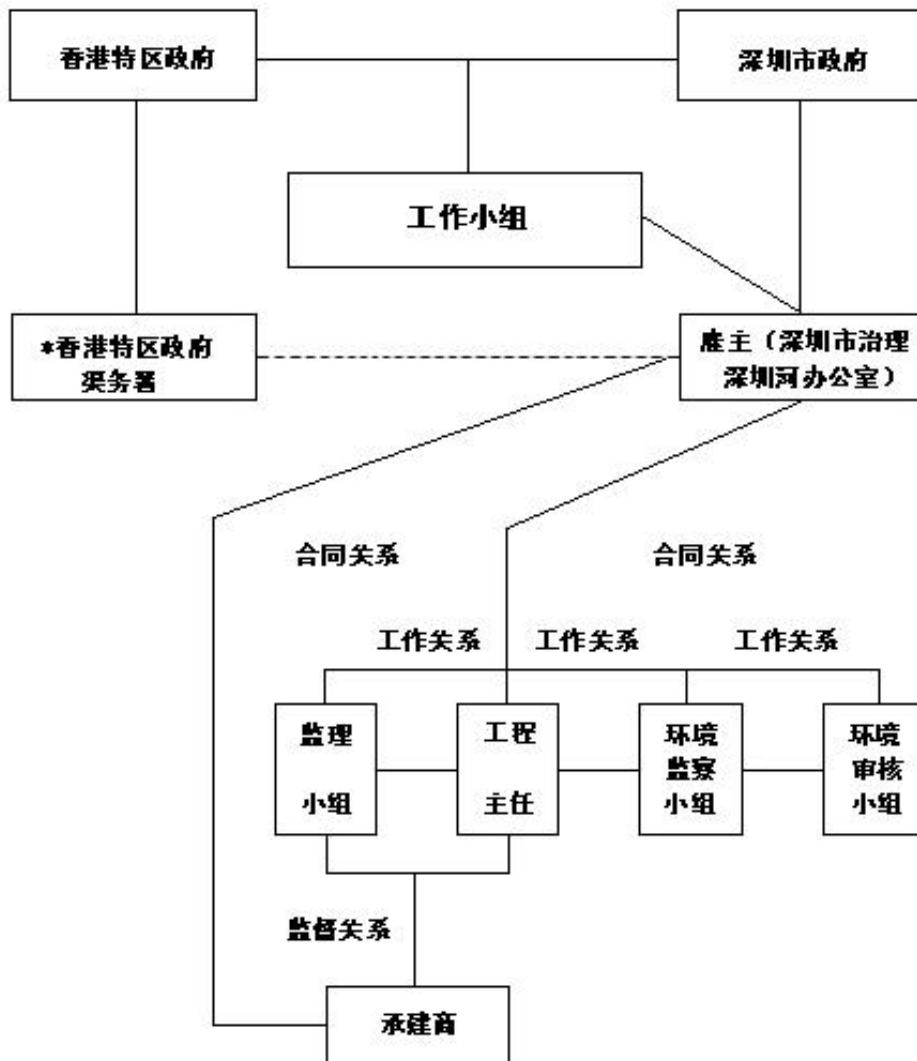 香港特区政府
深圳市政府
工作小组
*香港特区政府
渠务署
雇主（深圳市治理
深圳河办公室）
合同关系
合同关系
工作关系
工作关系
工作关系
监理
小组
工程
主任
环境
监察
小组
环境
审核
小组
监督关系
承建商